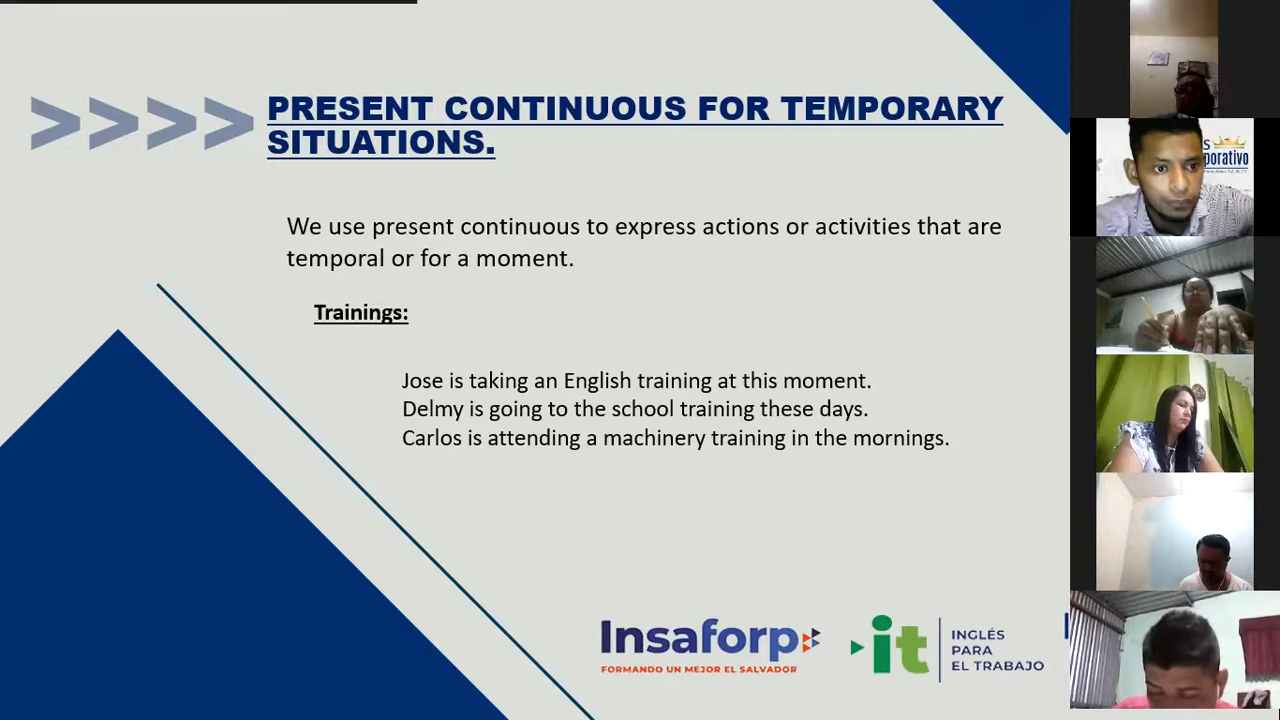 PRESENT CONTINUOUS FOR TEMPORARY
SITUATIONS.
We use present continuous to express actions or activities that are
temporal or for a moment.
Trainings:
Jose is taking an English training at this moment.
Delmy is going to the school training these days.
Carlos is attending a machinery training in the mornings.
Insaforp
FORMANDO UN MEJOR EL SALVADOR
it
INGLÉS
PARA
EL TRABAJO
S
porativo